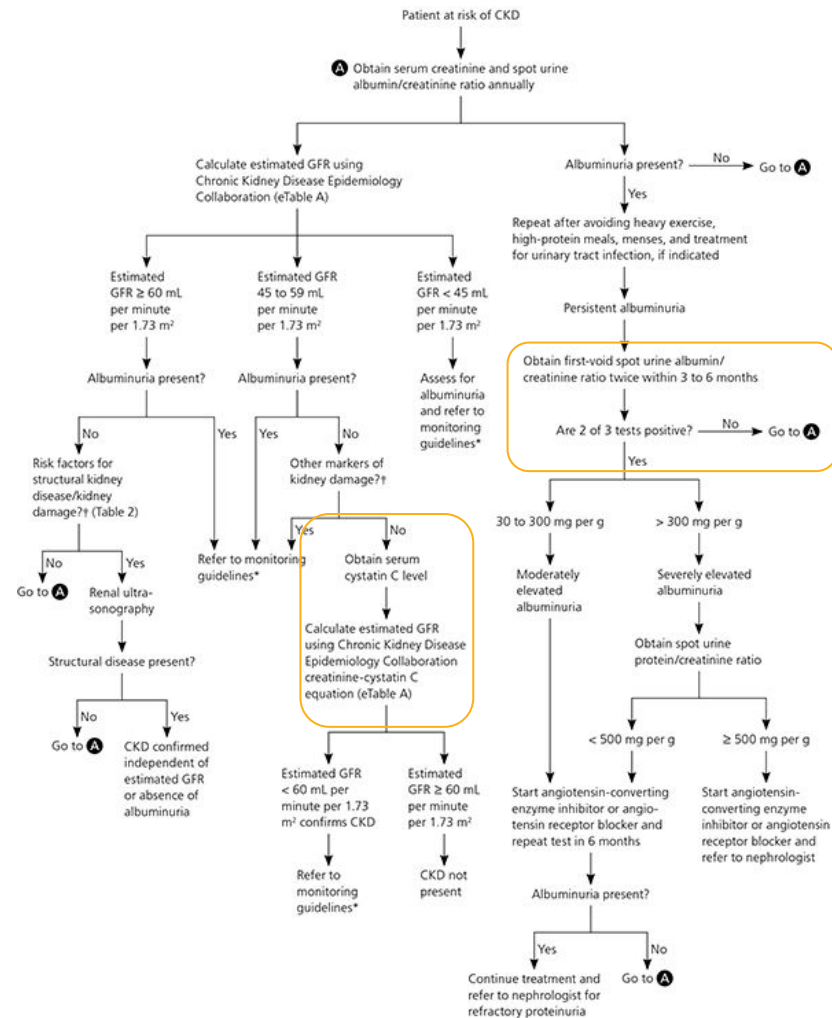 Patient at risk of CKD
A Obtain serum creatinine and spot urine
albumin/creatinine ratio annually
Calculate estimated GFR using
Chronic Kidney Disease Epidemiology
Collaboration (eTable A)
Albuminuria present?
No
Go to A
Yes
Repeat after avoiding heavy exercise,
high-protein meals, menses, and treatment
for urinary tract infection, if indicated
Persistent albuminuria
Obtain first-void spot urine albumin/
creatinine ratio twice within 3 to 6 months
Are 2 of 3 tests positive?
No
Go to A
Yes
Estimated
GFR ≥ 60 mL
per minute
per 1.73 m²
Estimated GFR
45 to 59 mL
per minute
per 1.73 m²
Estimated
GFR < 45 mL
per minute
per 1.73 m²
Albuminuria present?
Albuminuria present?
Assess for
albuminuria
and refer to
monitoring
guidelines*
No
Yes
Yes
No
Risk factors for
structural kidney
disease/kidney
damage?† (Table 2)
Other markers of
kidney damage?†
No
Yes
Refer to monitoring
guidelines*
Yes
No
Go to A
Renal ultra-
sonography
Obtain serum
cystatin C level
Structural disease present?
Calculate estimated GFR
using Chronic Kidney Disease
Epidemiology Collaboration
creatinine-cystatin C
equation (eTable A)
No
Yes
Go to A
CKD confirmed
independent of
estimated GFR
or absence of
albuminuria
Estimated GFR
< 60 mL per
minute per 1.73
m² confirms CKD
Estimated
GFR ≥ 60 mL
per minute
per 1.73 m²
Refer to
monitoring
guidelines*
CKD not
present
30 to 300 mg per g
> 300 mg per g
Moderately
elevated
albuminuria
Severely elevated
albuminuria
Obtain spot urine
protein/creatinine ratio
< 500 mg per g
≥ 500 mg per g
Start angiotensin-converting
enzyme inhibitor or angio-
tensin receptor blocker and
repeat test in 6 months
Start angiotensin-
converting enzyme
inhibitor or angiotensin
receptor blocker and
refer to nephrologist
Albuminuria present?
Yes
No
Continue treatment and
refer to nephrologist for
refractory proteinuria
Go to A